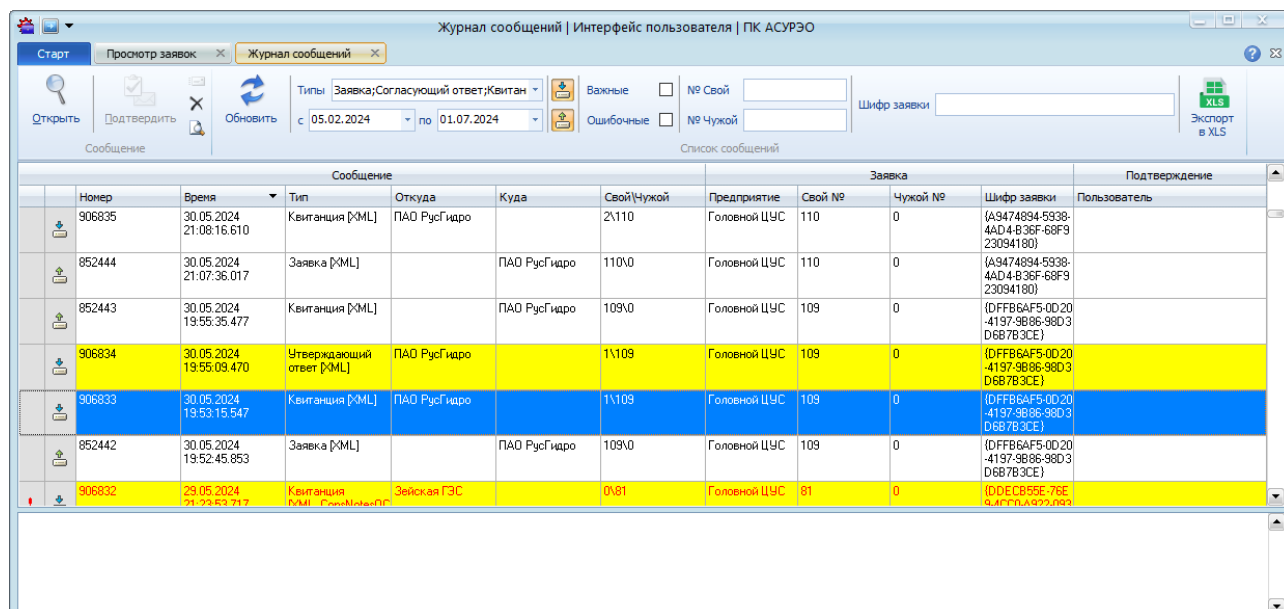 Журнал сообщений | Интерфейс пользователя | ПК АСУРЭО
Старт Просмотр заявок Журнал сообщений
Открыть Подтвердить Обновить
Типы Заявка;Согласующий ответ;Квитан
с 05.02.2024 по 01.07.2024
Важные № Свой
Ошибочные № Чужой
Шифр заявки
XLS
Экспорт
в XLS
Сообщение Список сообщений
Сообщение Заявка Подтверждение
Номер Время Тип Откуда Куда Свой\Чужой Предприятие Свой № Чужой № Шифр заявки Пользователь
906835 30.05.2024 Квитанция [XML] ПАО РусГидро 2\110 Головной ЦУС 110 0 {A9474894-5938-
21:08:16.610 4AD4-B36F-68F9
23094180}
852444 30.05.2024 Заявка [XML] ПАО РусГидро 110\0 Головной ЦУС 110 0 {A9474894-5938-
21:07:36.017 4AD4-B36F-68F9
23094180}
852443 30.05.2024 Квитанция [XML] ПАО РусГидро 109\0 Головной ЦУС 109 0 {DFFB6AF5-0D20
19:55:35.477 -4197-9B86-98D3
D6B7B3CE}
906834 30.05.2024 Утверждающий ПАО РусГидро 1\109 Головной ЦУС 109 0 {DFFB6AF5-0D20
19:55:09.470 ответ [XML] -4197-9B86-98D3
D6B7B3CE}
906833 30.05.2024 Квитанция [XML] ПАО РусГидро 1\109 Головной ЦУС 109 0 {DFFB6AF5-0D20
19:53:15.547 -4197-9B86-98D3
D6B7B3CE}
852442 30.05.2024 Заявка [XML] ПАО РусГидро 109\0 Головной ЦУС 109 0 {DFFB6AF5-0D20
19:52:45.853 -4197-9B86-98D3
D6B7B3CE}
906832 29.05.2024 Квитанция Зейская ГЭС 0\81 Головной ЦУС 81 0 {DDECB55E-76E
21:23:53.717 [XML, ConsNotesOC 9-4CC0-A922-093